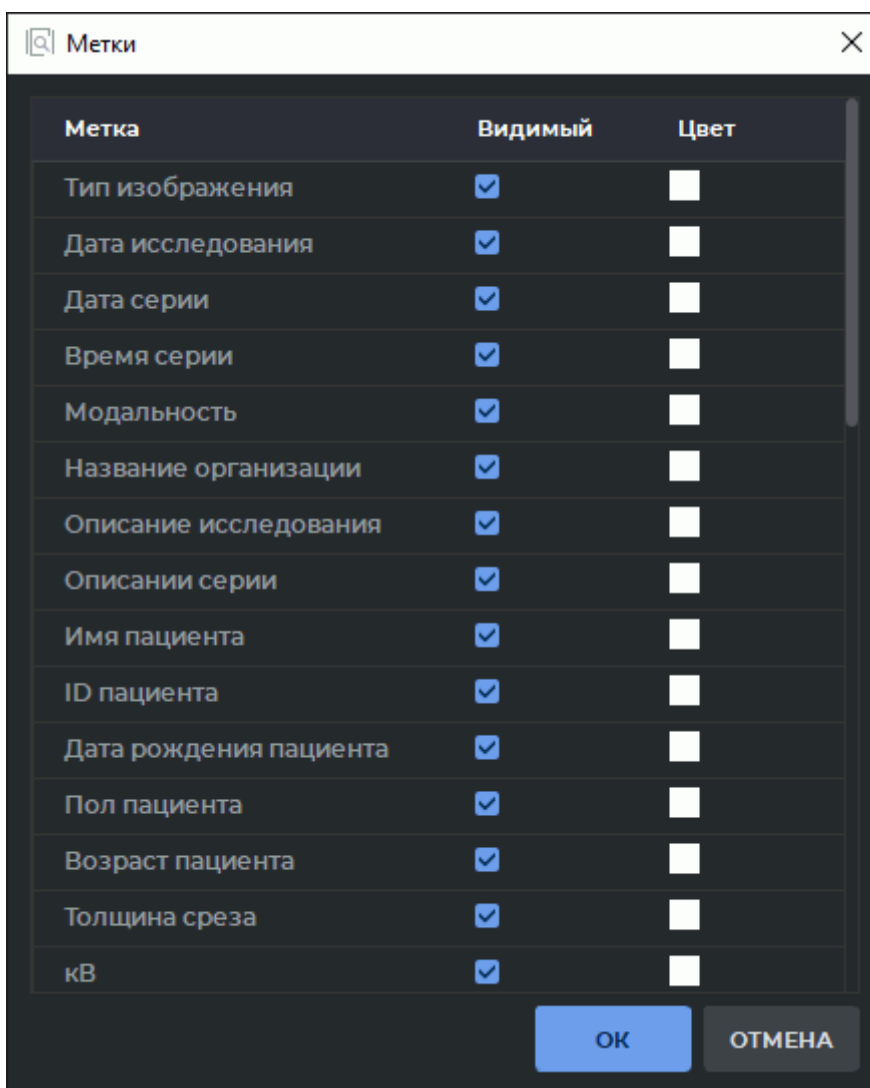 Метки
Метка Видимый Цвет
Тип изображения
Дата исследования
Дата серии
Время серии
Модальность
Название организации
Описание исследования
Описании серии
Имя пациента
ID пациента
Дата рождения пациента
Пол пациента
Возраст пациента
Толщина среза
кВ
ОК ОТМЕНА